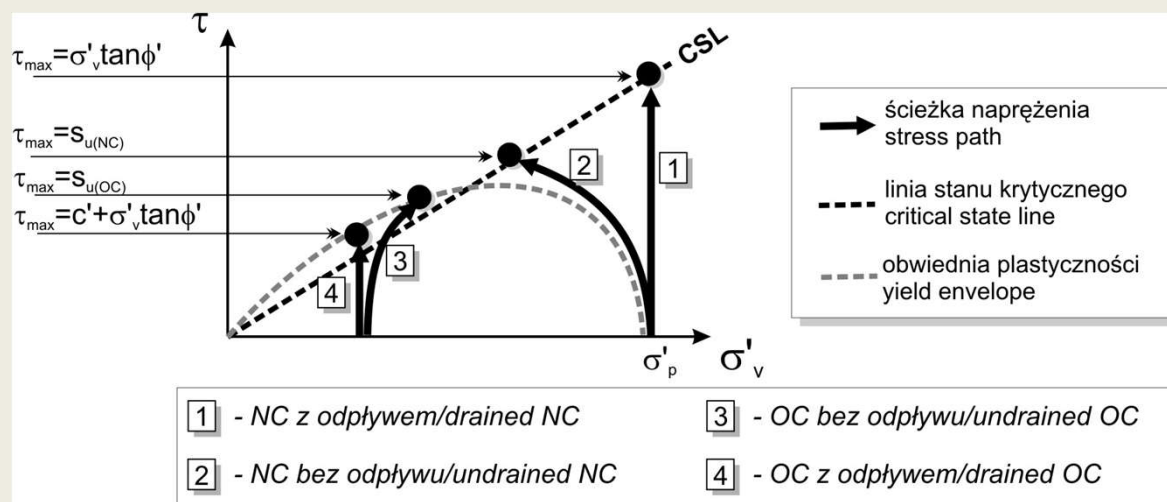 τ
τmax=σ'vtanϕ'
CSL
τmax=su(NC)
τmax=su(OC)
τmax=c'+σ'vtanϕ'
1
2
3
4
σ'p
σ'v
ścieżka naprężenia
stress path
linia stanu krytycznego
critical state line
obwiednia plastyczności
yield envelope
1 - NC z odpływem/drained NC
2 - NC bez odpływu/undrained NC
3 - OC bez odpływu/undrained OC
4 - OC z odpływem/drained OC